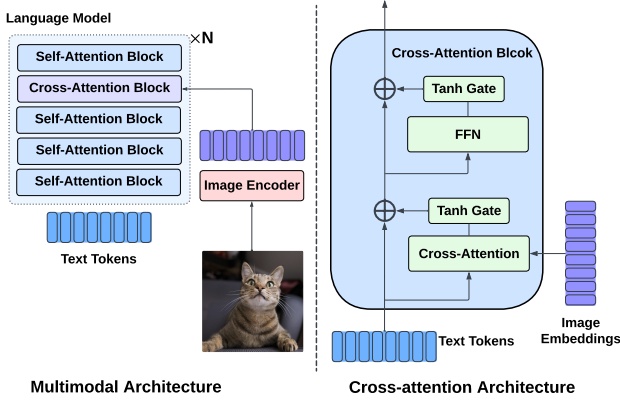 Language Model
×N
Self-Attention Block
Cross-Attention Block
Self-Attention Block
Self-Attention Block
Self-Attention Block
Image Encoder
Text Tokens
Multimodal Architecture
Cross-Attention Blcok
Tanh Gate
FFN
Tanh Gate
Cross-Attention
Text Tokens
Image
Embeddings
Cross-attention Architecture